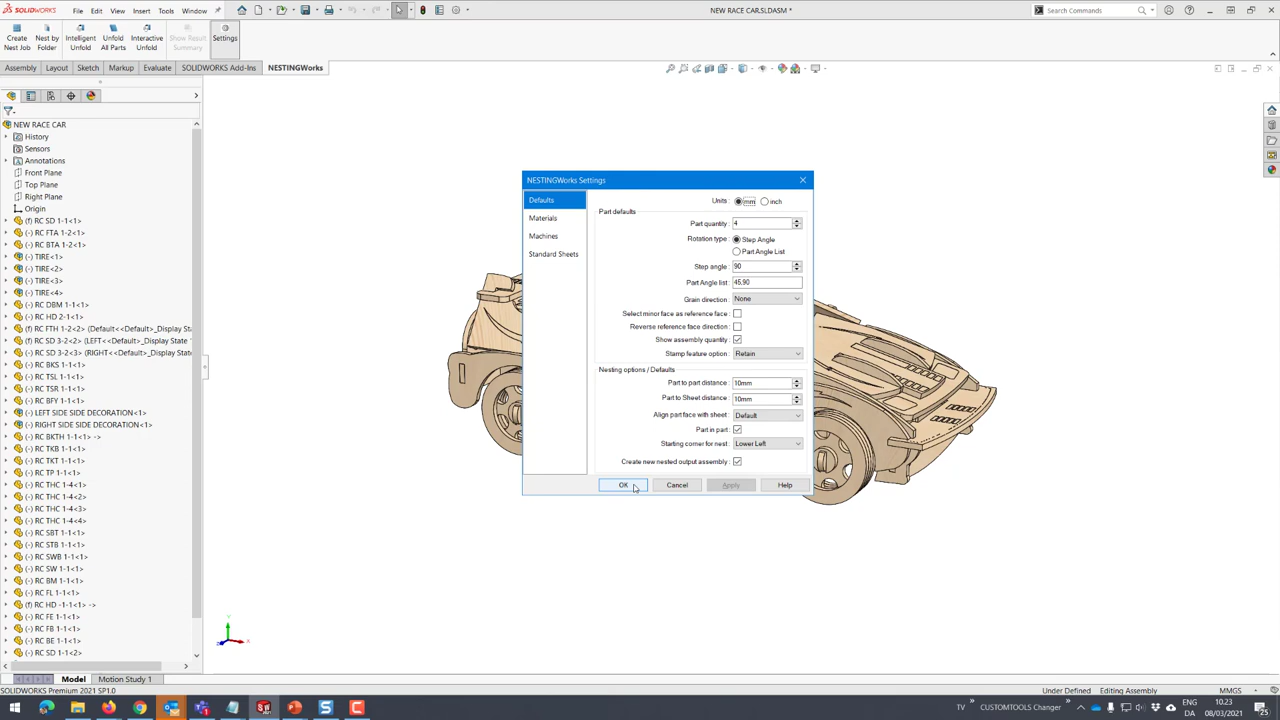 SOLIDWORKS File Edit View Insert Tools Window NEW RACE CAR.SLDASM * Search Commands
Create Nest Job
Nest by Folder
Intelligent Unfold
Unfold All Parts
Interactive Unfold
Show Result Summary
Settings
Assembly Layout Sketch Markup Evaluate SOLIDWORKS Add-Ins NESTINGWorks
NEW RACE CAR
History
Sensors
Annotations
Front Plane
Top Plane
Right Plane
Origin
(f) RC SD 1-1<1>
(-) RC FTA 1-2<1>
(-) RC BTA 1-2<1>
(-) TIRE<1>
(-) TIRE<2>
(-) TIRE<3>
(-) TIRE<4>
(-) RC DBM 1-1<1>
(-) RC HD 2-1<1>
(f) RC FTH 1-2<2> (Default<<Default>_Display State
(f) RC SD 3-2<2> (LEFT<<Default>_Display State 
(-) RC SD 3-2<3> (RIGHT<<Default>_Display Stat
(-) RC BKS 1-1<1>
(-) RC TSL 1-1<1>
(-) RC TSR 1-1<1>
(-) RC BFY 1-1<1>
(-) LEFT SIDE SIDE DECORATION<1>
(-) RIGHT SIDE SIDE DECORATION<1>
(-) RC BKTH 1-1<1> ->
(-) RC TKB 1-1<1>
(-) RC TKT 1-1<1>
(-) RC TP 1-1<1>
(-) RC THC 1-1<1>
(-) RC THC 1-4<2>
(-) RC THC 1-4<3>
(-) RC THC 1-4<4>
(-) RC SBT 1-1<1>
(-) RC STB 1-1<1>
(-) RC SWB 1-1<1>
(-) RC SW 1-1<1>
(-) RC BM 1-1<1>
(-) RC FL 1-1<1>
(f) RC HD -1-1<1> ->
(-) RC FE 1-1<1>
(-) RC FB 1-1<1>
(-) RC BE 1-1<1>
(-) RC SD 1-1<2>
NESTINGWorks Settings
Defaults
Materials
Machines
Standard Sheets
Units : mm inch
Part defaults
Part quantity : 4
Rotation type : Step Angle
Part Angle List
Step angle : 90
Part Angle list : 45,90
Grain direction : None
Select minor face as reference face :
Reverse reference face direction :
Show assembly quantity :
Stamp feature option : Retain
Nesting options / Defaults
Part to part distance : 10mm
Part to Sheet distance : 10mm
Align part face with sheet : Default
Part in part :
Starting corner for nest : Lower Left
Create new nested output assembly :
OK Cancel Apply Help
Y
X
Z
Model Motion Study 1
SOLIDWORKS Premium 2021 SP1.0 Under Defined Editing Assembly MMGS
TV CUSTOMTOOLS Changer ENG DA 10.23 08/03/2021 25